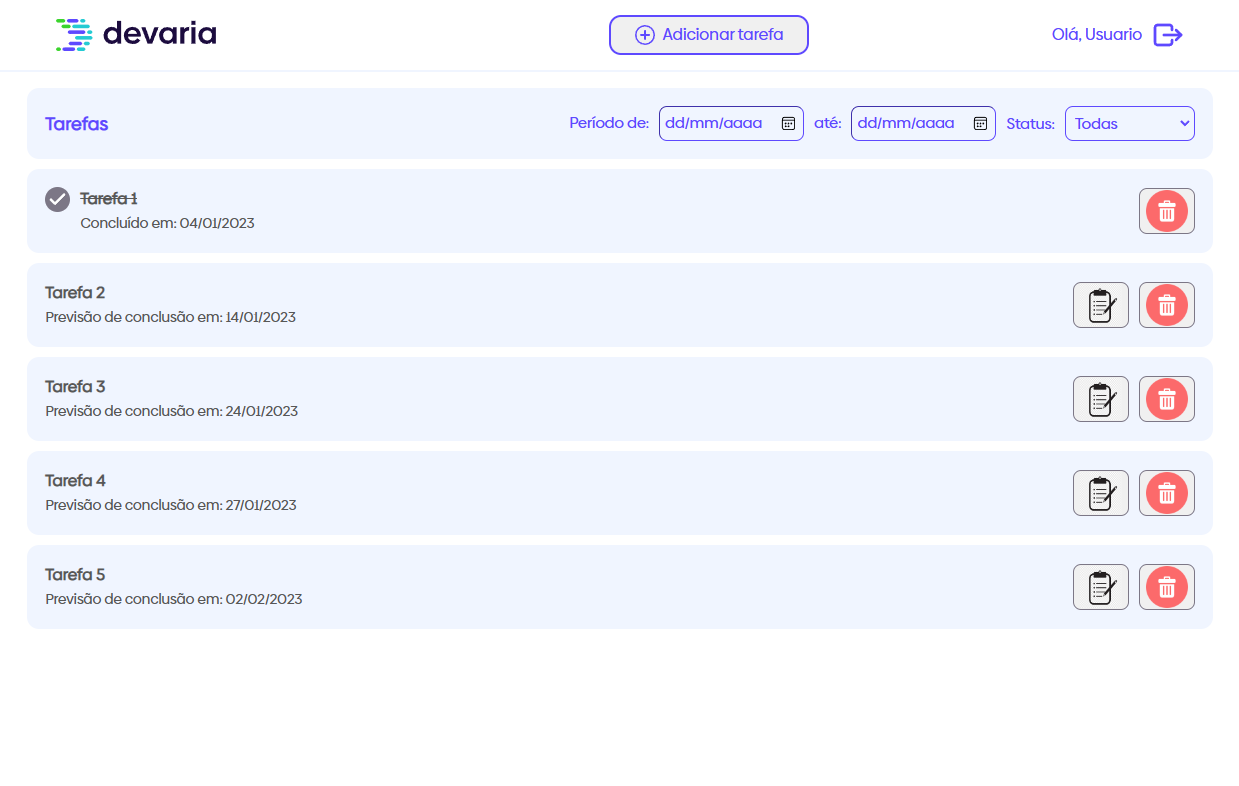 devaria
Adicionar tarefa
Olá, Usuario
Tarefas
Período de: dd/mm/aaaa até: dd/mm/aaaa Status: Todas
Tarefa 1
Concluído em: 04/01/2023
Tarefa 2
Previsão de conclusão em: 14/01/2023
Tarefa 3
Previsão de conclusão em: 24/01/2023
Tarefa 4
Previsão de conclusão em: 27/01/2023
Tarefa 5
Previsão de conclusão em: 02/02/2023